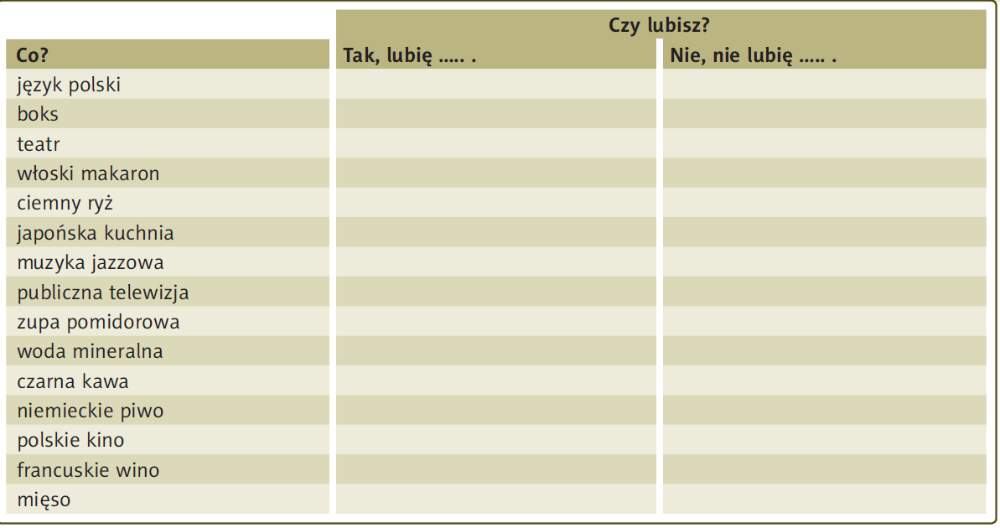 Czy lubisz?
Co?
Tak, lubię ..... .
Nie, nie lubię ..... .
język polski
boks
teatr
włoski makaron
ciemny ryż
japońska kuchnia
muzyka jazzowa
publiczna telewizja
zupa pomidorowa
woda mineralna
czarna kawa
niemieckie piwo
polskie kino
francuskie wino
mięso